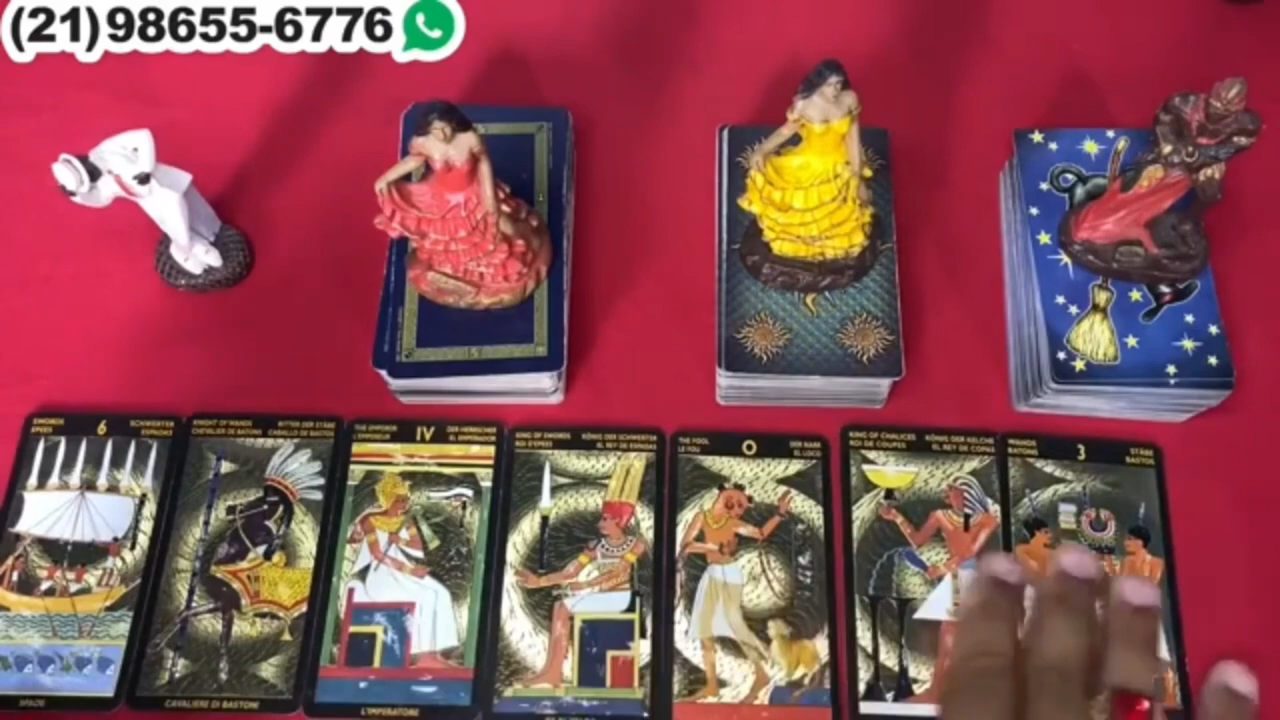 (21)98655-6776
SWORDS
EPEES
6
SCHWERTER
ESPADAS
KNIGHT OF WANDS
CHEVALIER DE BATONS
RITTER DER STÄBE
CABALLO DE BASTOS
THE EMPEROR
L'EMPEREUR
IV
DER HERRSCHER
EL EMPERADOR
KING OF SWORDS
ROI D'EPEES
KÖNIG DER SCHWERTER
EL REY DE ESPADAS
THE FOOL
LE FOU
0
DER NARR
EL LOCO
KING OF CHALICES
ROI DE COUPES
KÖNIG DER KELCHE
EL REY DE COPAS
WANDS
BATONS
3
STÄBE
BASTOS
SPADE
CAVALIERE DI BASTONI
L'IMPERATORE